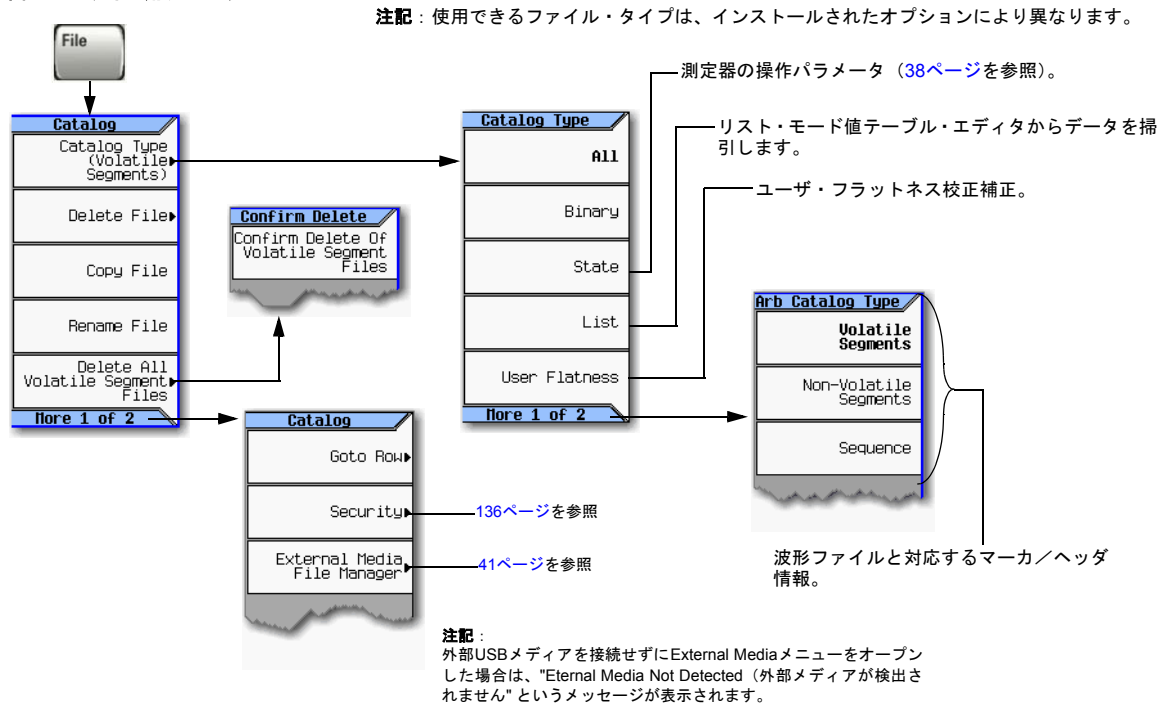 注記：使用できるファイル・タイプは、インストールされたオプションにより異なります。
File
Catalog
Catalog Type
(Volatile
Segments)
Delete File
Copy File
Rename File
Delete All
Volatile Segment
Files
More 1 of 2
Confirm Delete
Confirm Delete Of
Volatile Segment
Files
Catalog
Goto Row
Security
External Media
File Manager
136ページを参照
41ページを参照
Catalog Type
All
Binary
State
List
User Flatness
More 1 of 2
測定器の操作パラメータ（38ページを参照）。
リスト・モード値テーブル・エディタからデータを掃
引します。
ユーザ・フラットネス校正補正。
Arb Catalog Type
Volatile
Segments
Non-Volatile
Segments
Sequence
波形ファイルと対応するマーカ／ヘッダ
情報。
注記：
外部USBメディアを接続せずにExternal Mediaメニューをオープン
した場合は、"Eternal Media Not Detected（外部メディアが検出さ
れません" というメッセージが表示されます。